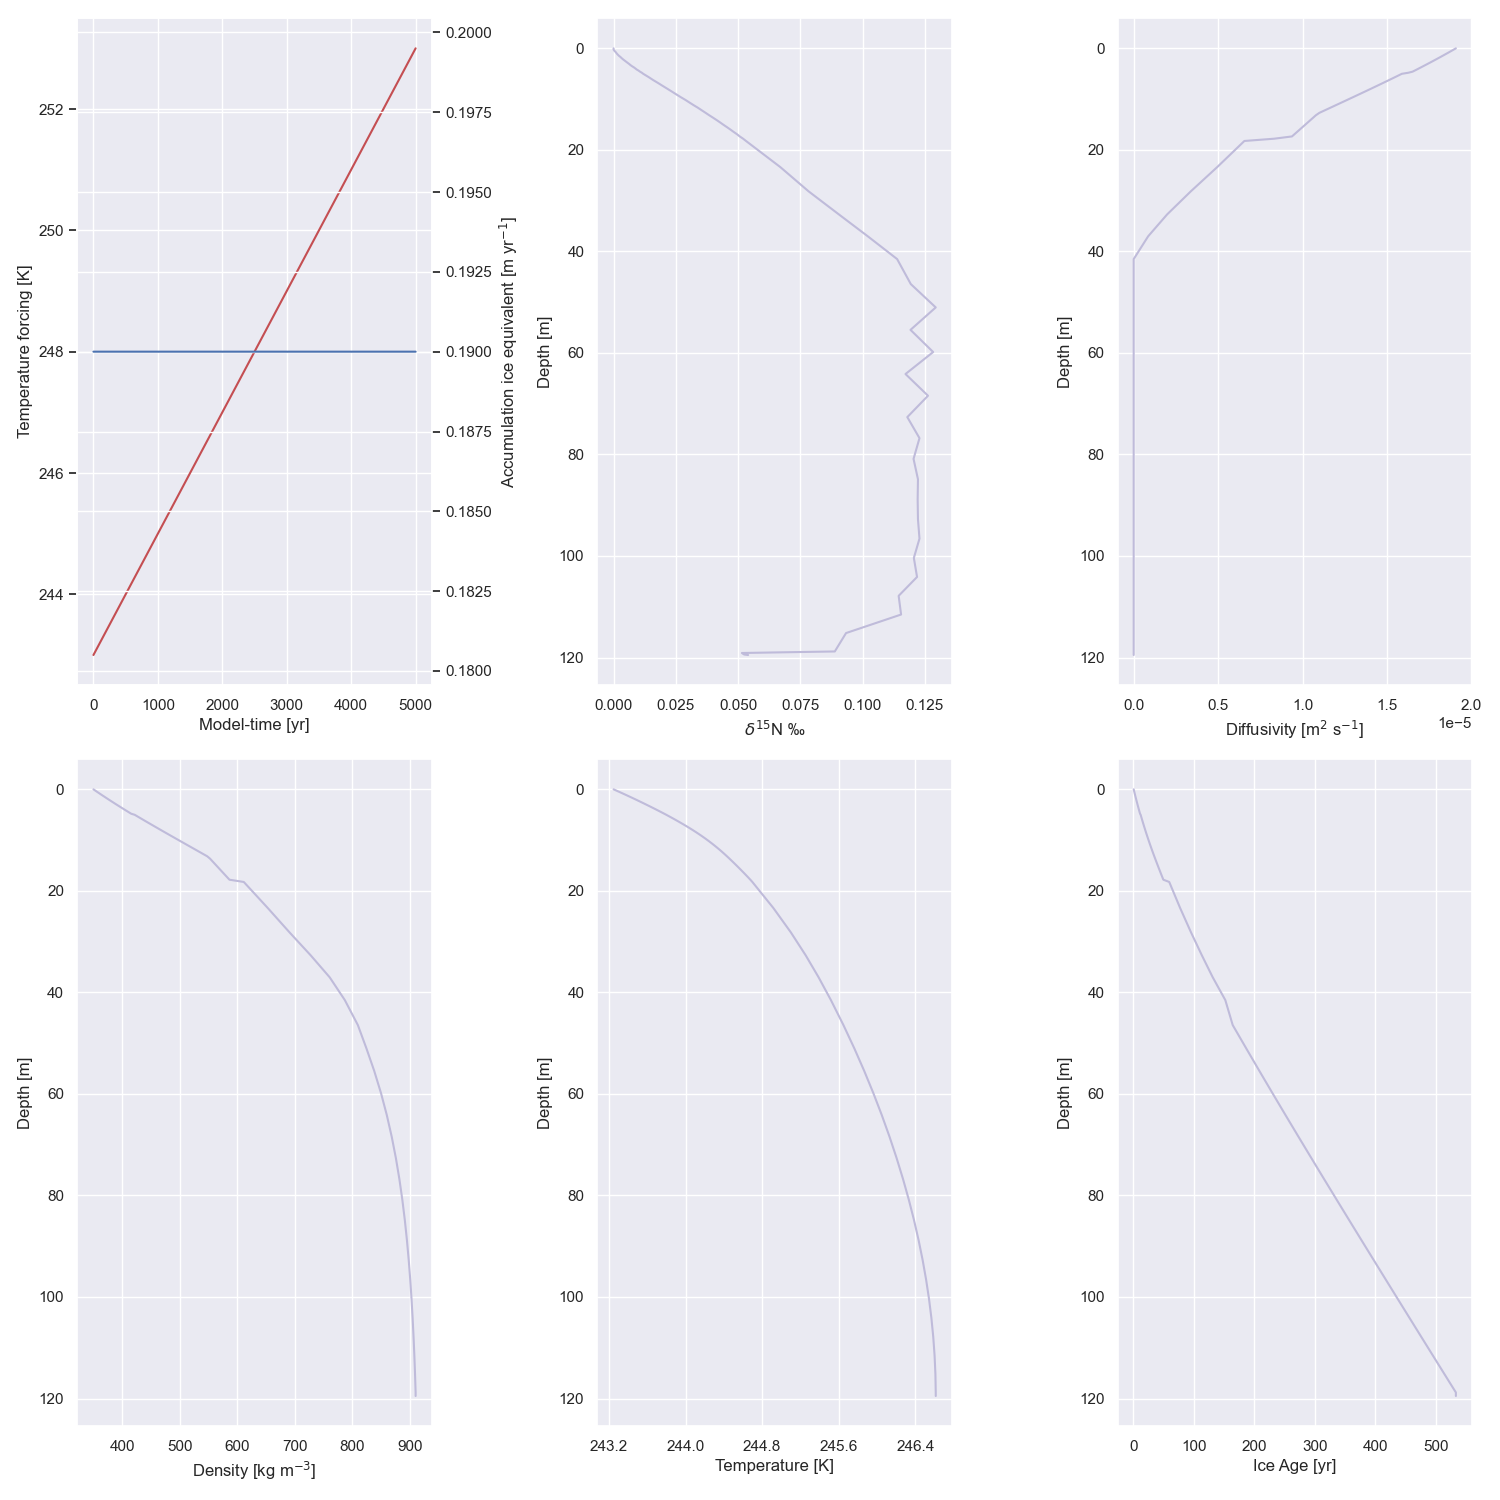 252
250
248
246
244
Temperature forcing [K]
0.2000
0.1975
0.1950
0.1925
0.1900
0.1875
0.1850
0.1825
0.1800
Accumulation ice equivalent [m yr⁻¹]
0 1000 2000 3000 4000 5000
Model-time [yr]
0
20
40
60
80
100
120
Depth [m]
0.000 0.025 0.050 0.075 0.100 0.125
δ¹⁵N ‰
0
20
40
60
80
100
120
Depth [m]
0.0 0.5 1.0 1.5 2.0
1e−5
Diffusivity [m² s⁻¹]
0
20
40
60
80
100
120
Depth [m]
400 500 600 700 800 900
Density [kg m⁻³]
0
20
40
60
80
100
120
Depth [m]
243.2 244.0 244.8 245.6 246.4
Temperature [K]
0
20
40
60
80
100
120
Depth [m]
0 100 200 300 400 500
Ice Age [yr]